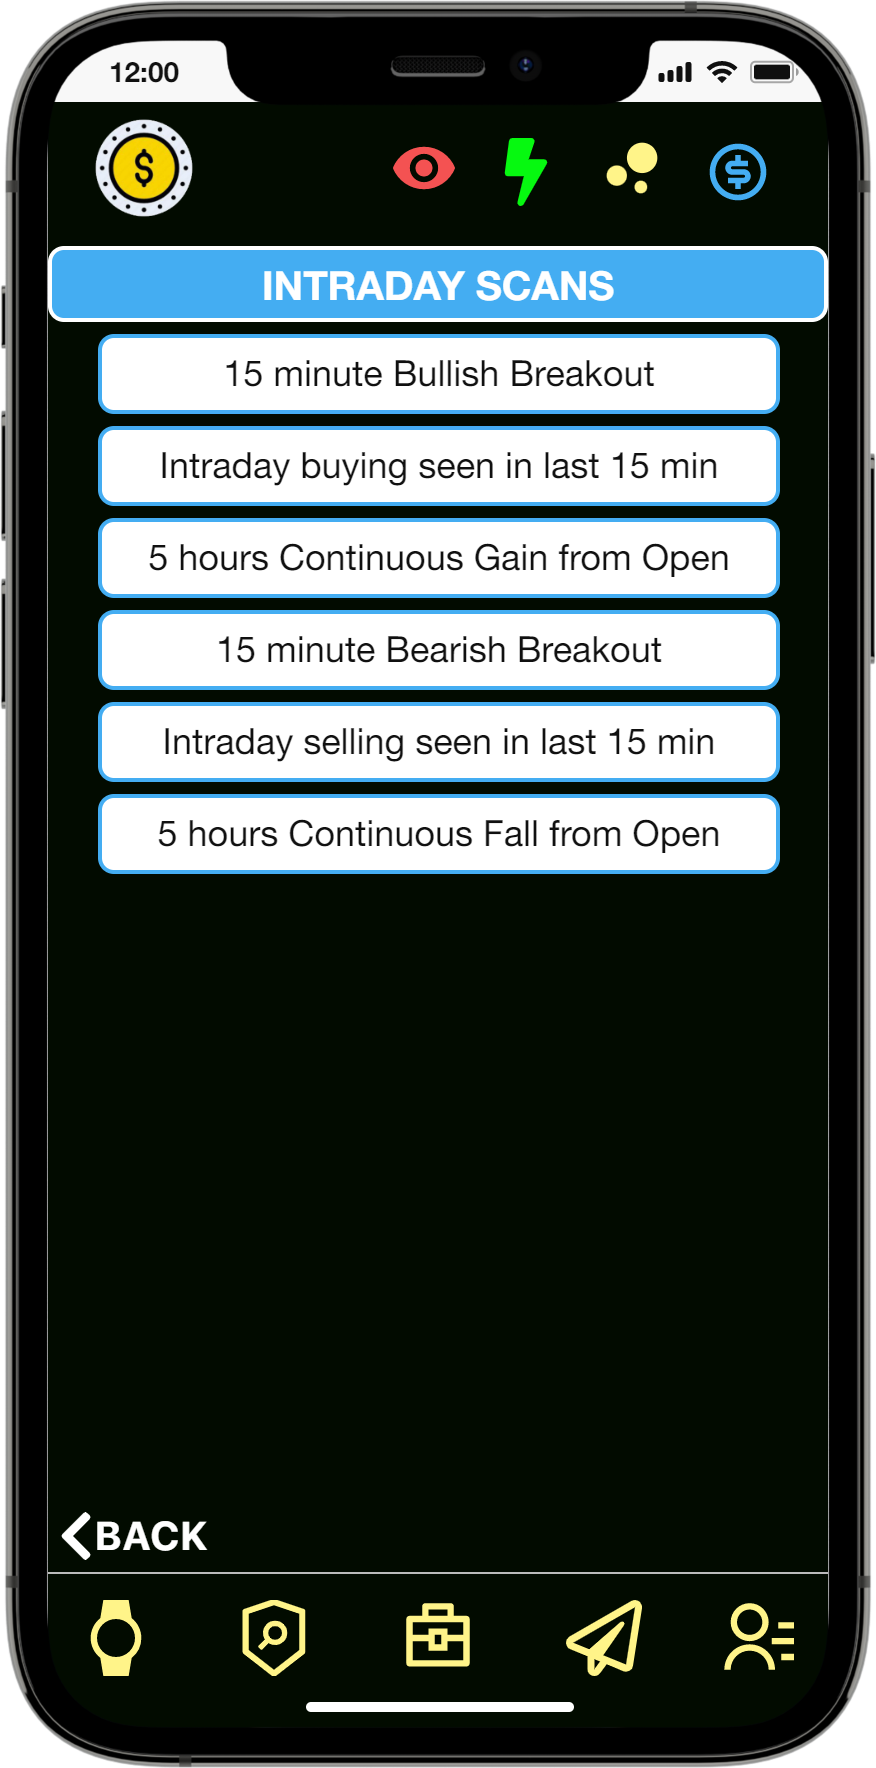 12:00
$
$
INTRADAY SCANS
15 minute Bullish Breakout
Intraday buying seen in last 15 min
5 hours Continuous Gain from Open
15 minute Bearish Breakout
Intraday selling seen in last 15 min
5 hours Continuous Fall from Open
BACK